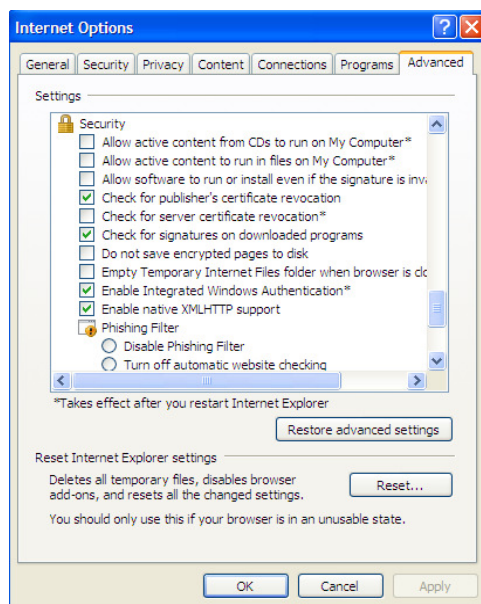 Internet Options
General Security Privacy Content Connections Programs Advanced
Settings
Security
Allow active content from CDs to run on My Computer*
Allow active content to run in files on My Computer*
Allow software to run or install even if the signature is
Check for publisher's certificate revocation
Check for server certificate revocation*
Check for signatures on downloaded programs
Do not save encrypted pages to disk
Empty Temporary Internet Files folder when browser is
Enable Integrated Windows Authentication*
Enable native XMLHTTP support
Phishing Filter
Disable Phishing Filter
Turn off automatic website checking
*Takes effect after you restart Internet Explorer
Restore advanced settings
Reset Internet Explorer settings
Deletes all temporary files, disables browser
add-ons, and resets all the changed settings.
Reset...
You should only use this if your browser is in an unusable state.
OK Cancel Apply